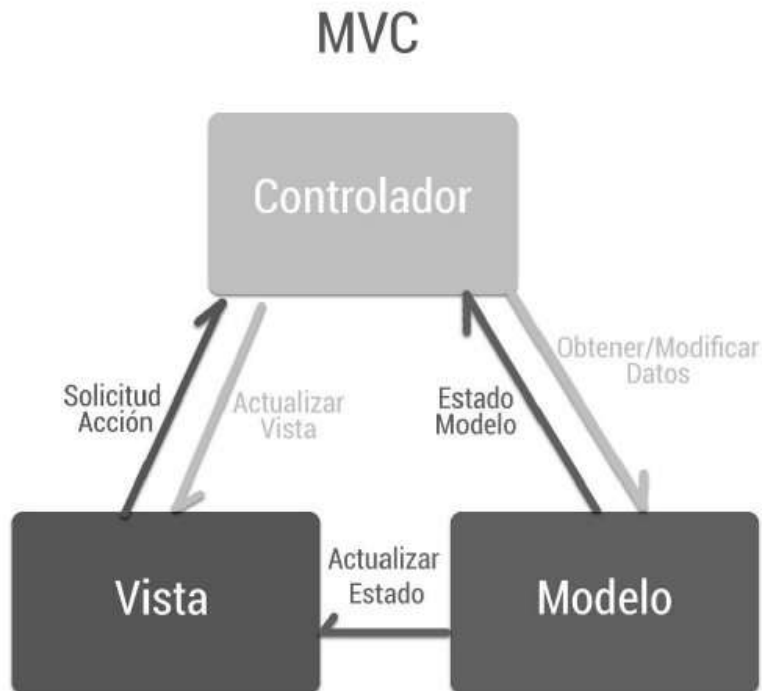 MVC
Controlador
Solicitud
Acción
Actualizar
Vista
Estado
Modelo
Obtener/Modificar
Datos
Vista
Actualizar
Estado
Modelo